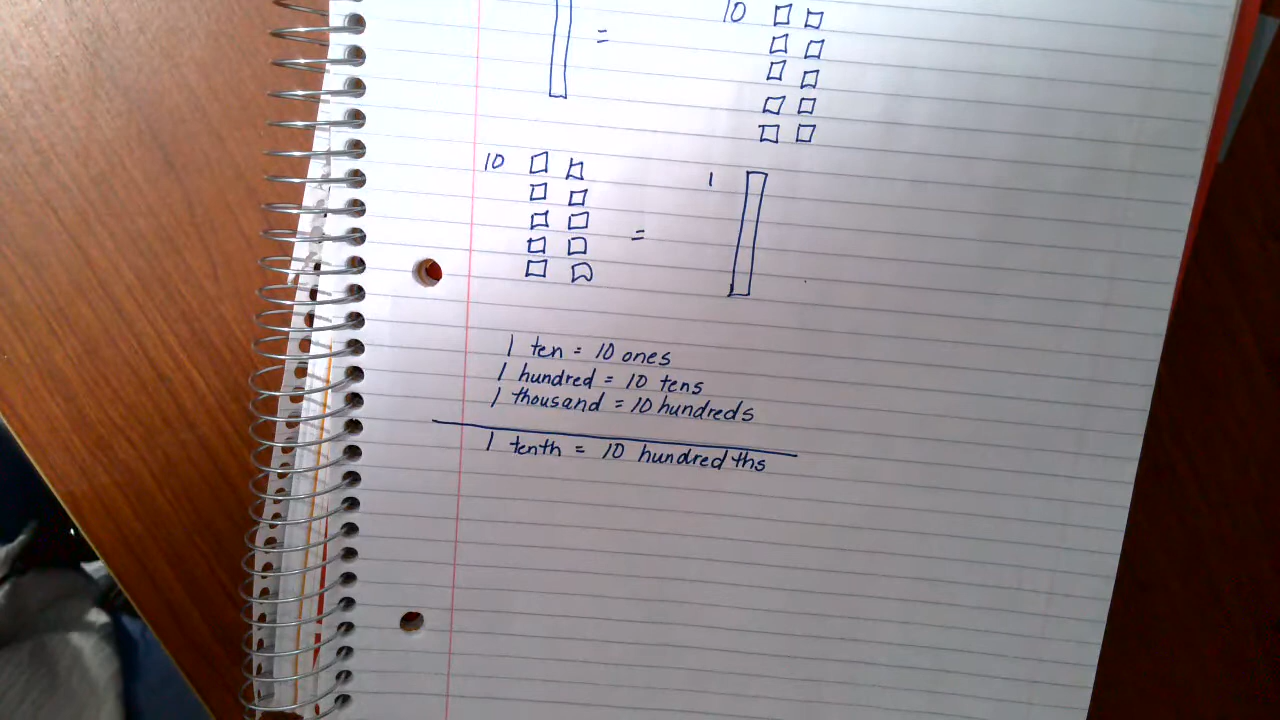 10
=
10
=
1
1 ten = 10 ones
1 hundred = 10 tens
1 thousand = 10 hundreds
1 tenth = 10 hundredths